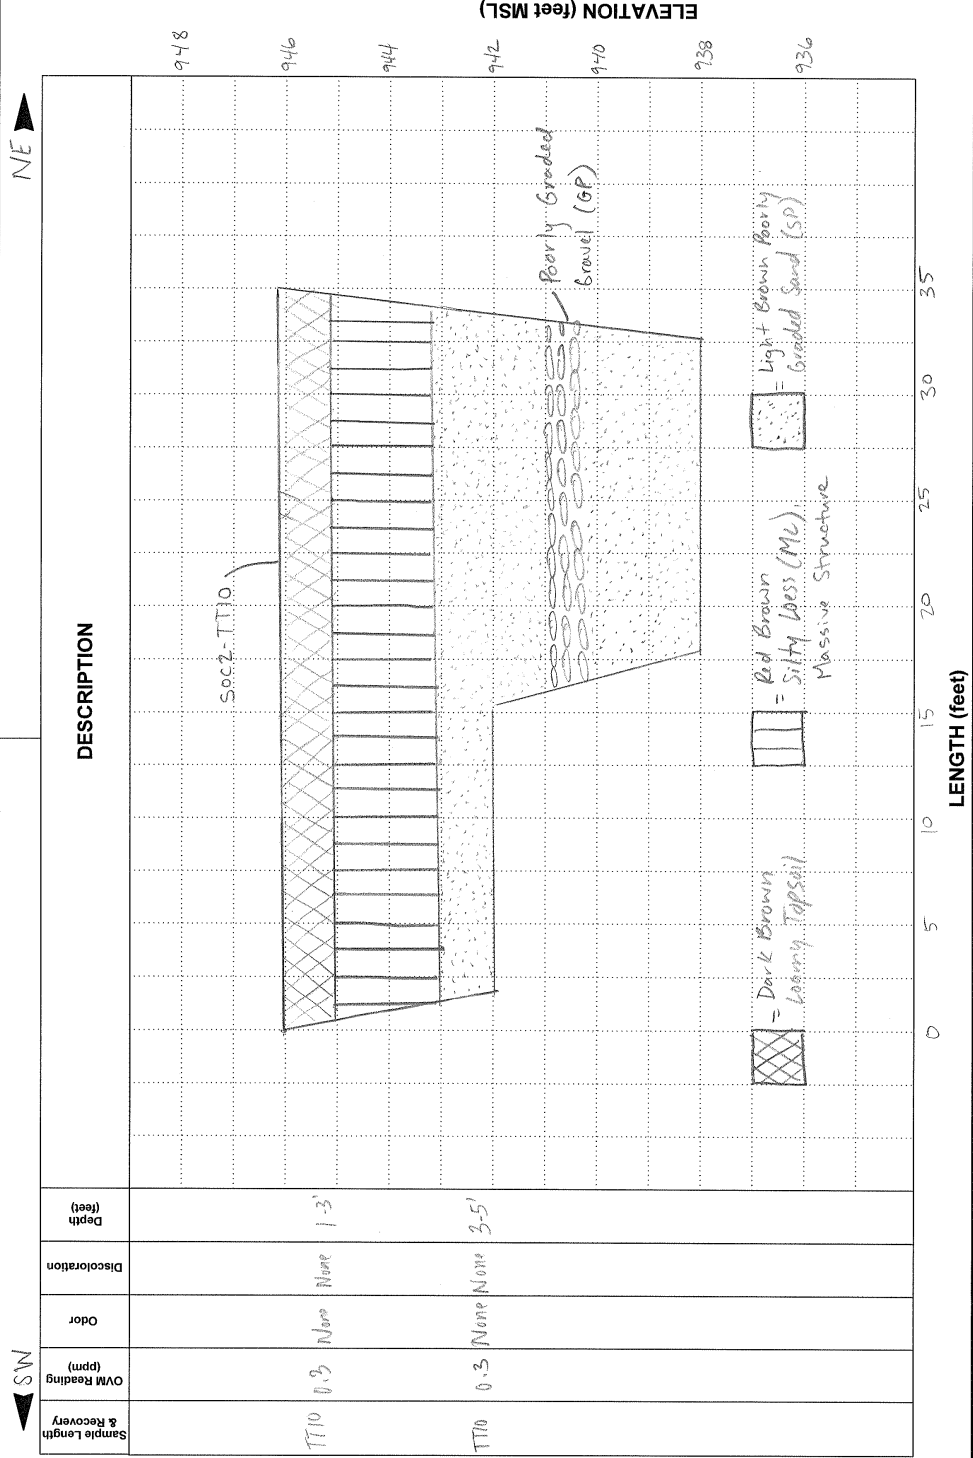 SW
NE
Sample Length
& Recovery
OVM Reading
(ppm)
Odor
Discoloration
Depth
(feet)
DESCRIPTION
ELEVATION (feet MSL)
948
946
944
942
940
938
936
TT10 0.3 None None 1-3'
TT10 0.3 None None 3-5'
SOC2-TT10
Poorly Graded
Gravel (GP)
= Dark Brown
Loamy Topsoil
= Red Brown
Silty Loess (ML),
Massive Structure
= Light Brown Poorly
Graded Sand (SP)
0 5 10 15 20 25 30 35
LENGTH (feet)